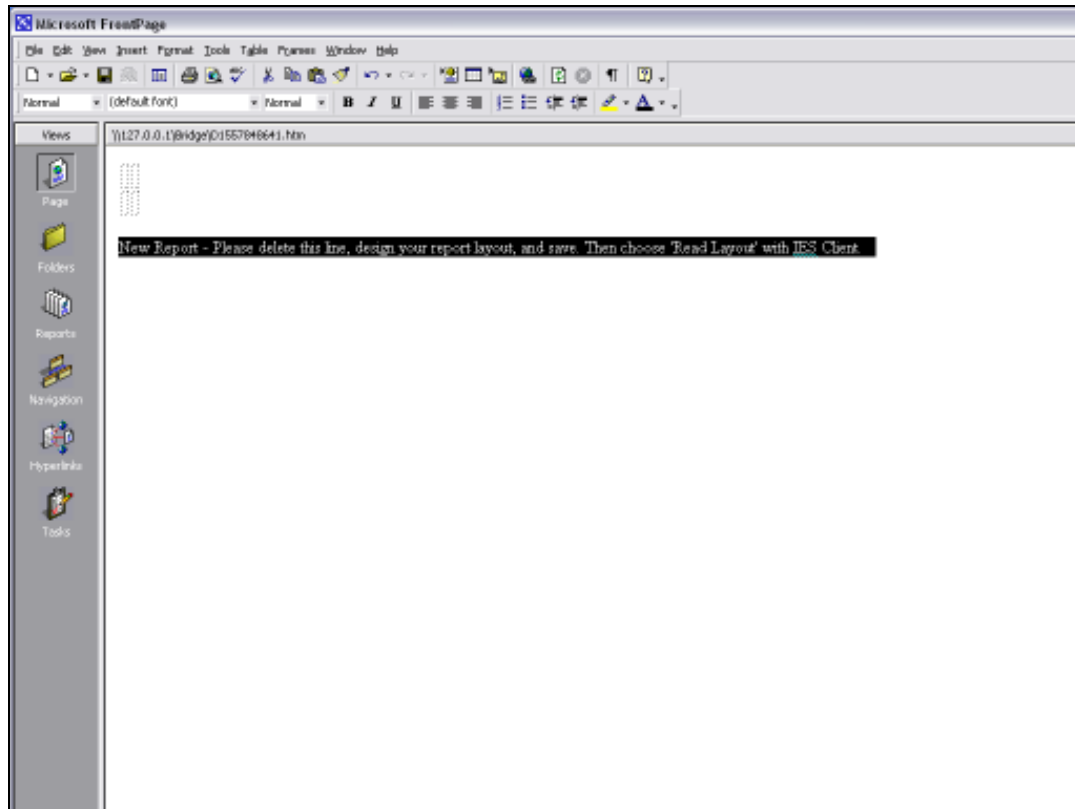 Microsoft FrontPage
File Edit View Insert Format Tools Table Frames Window Help
Normal (default font) Normal B I U A
Views \\127.0.0.1\Bridge\D1557848641.htm
Page
New Report - Please delete this line, design your report layout, and save. Then choose 'Read Layout' with IES Client.
Folders
Reports
Navigation
Hyperlinks
Tasks